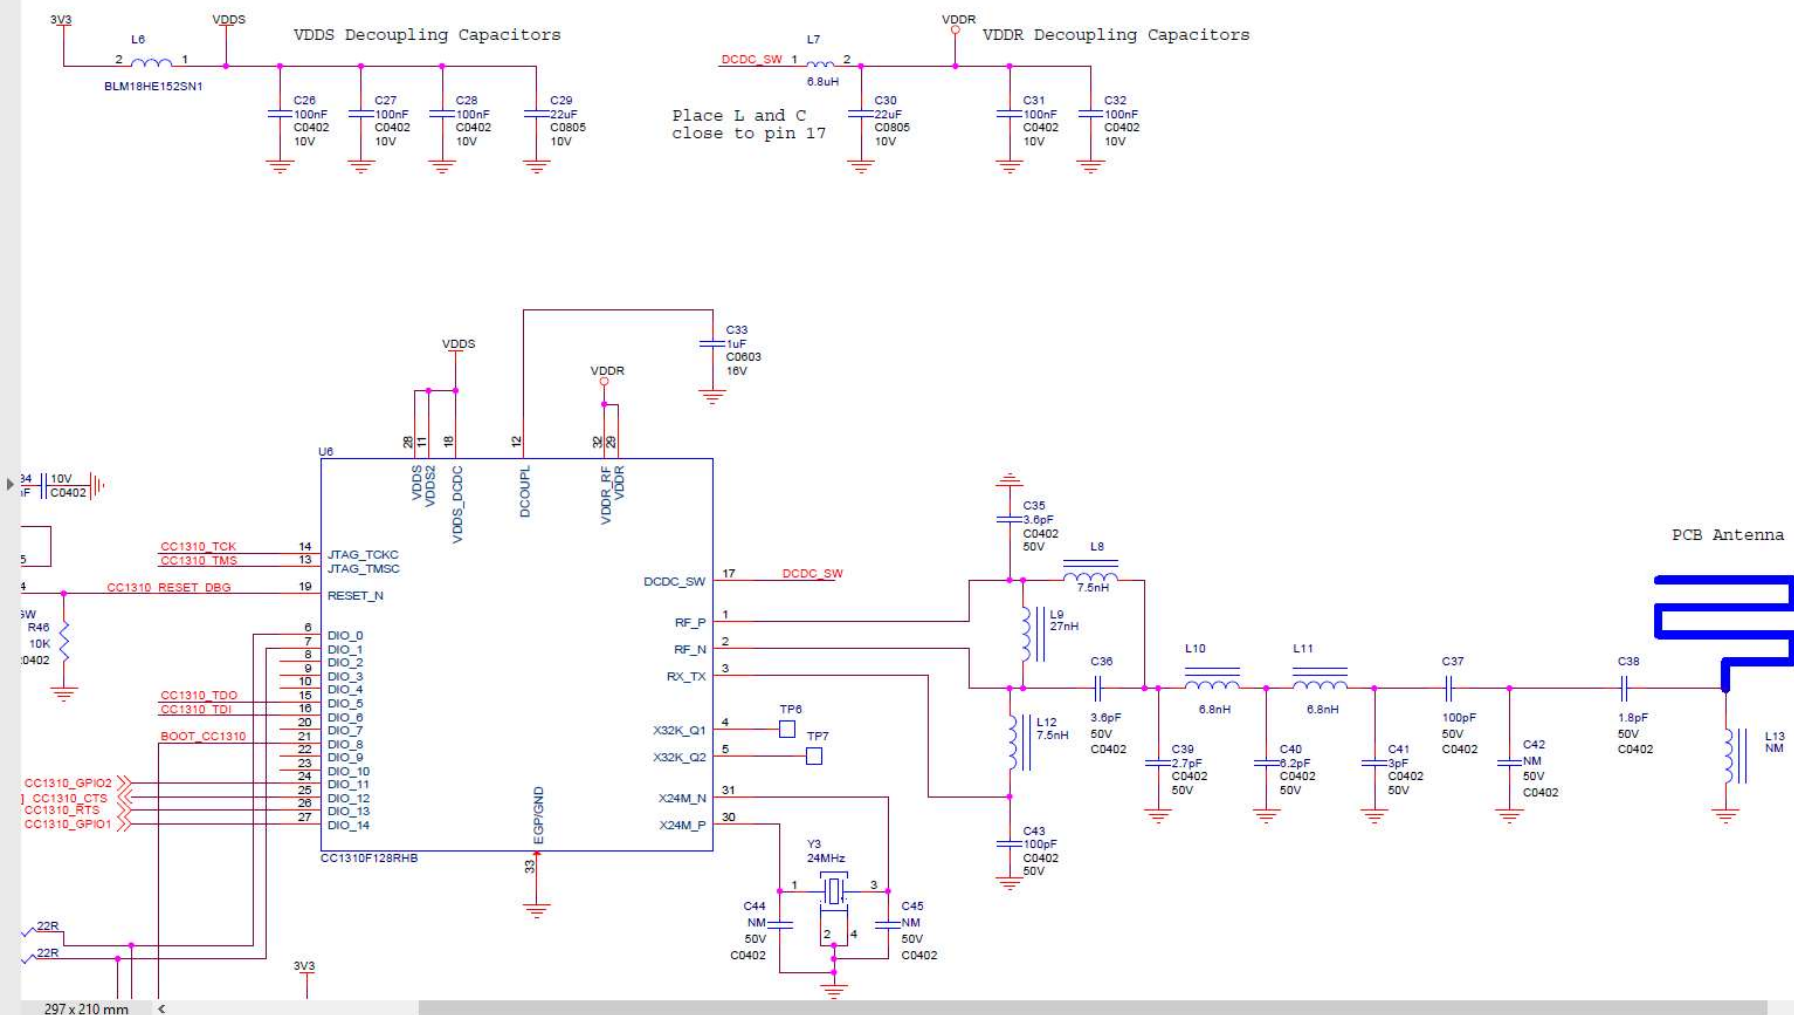 3V3
VDDS
VDDS Decoupling Capacitors
L6
2
1
BLM18HE152SN1
C26
100nF
C0402
10V
C27
100nF
C0402
10V
C28
100nF
C0402
10V
C29
22uF
C0805
10V
VDDR
VDDR Decoupling Capacitors
L7
DCDC_SW
1
2
6.8uH
Place L and C
close to pin 17
C30
22uF
C0805
10V
C31
100nF
C0402
10V
C32
100nF
C0402
10V
C33
1uF
C0603
16V
VDDS
VDDR
28
11
18
12
32
29
U6
VDDS
VDDS2
VDDS_DCDC
DCOUPL
VDDR_RF
VDDR
34
10V
C0402
CC1310_TCK
14
JTAG_TCKC
CC1310_TMS
13
JTAG_TMSC
CC1310_RESET_DBG
19
RESET_N
R46
10K
6
DIO_0
7
DIO_1
8
DIO_2
9
DIO_3
10
DIO_4
CC1310_TDO
15
DIO_5
CC1310_TDI
16
DIO_6
20
DIO_7
BOOT_CC1310
21
DIO_8
22
DIO_9
23
DIO_10
CC1310_GPIO2
24
DIO_11
] CC1310_CTS
25
DIO_12
CC1310_RTS
26
DIO_13
CC1310_GPIO1
27
DIO_14
CC1310F128RHB
EGP/GND
33
DCDC_SW
17
DCDC_SW
RF_P
1
RF_N
2
RX_TX
3
X32K_Q1
4
TP6
X32K_Q2
5
TP7
X24M_N
31
X24M_P
30
Y3
24MHz
1
3
2
4
C44
NM
50V
C0402
C45
NM
50V
C0402
C35
3.6pF
C0402
50V
L8
7.5nH
L9
27nH
C36
3.6pF
50V
C0402
L12
7.5nH
C43
100pF
C0402
50V
L10
6.8nH
L11
6.8nH
C39
2.7pF
C0402
50V
C40
6.2pF
C0402
50V
C41
3pF
C0402
50V
C37
100pF
50V
C0402
C42
NM
50V
C0402
C38
1.8pF
50V
C0402
PCB Antenna
L13
NM
22R
22R
3V3
297 x 210 mm